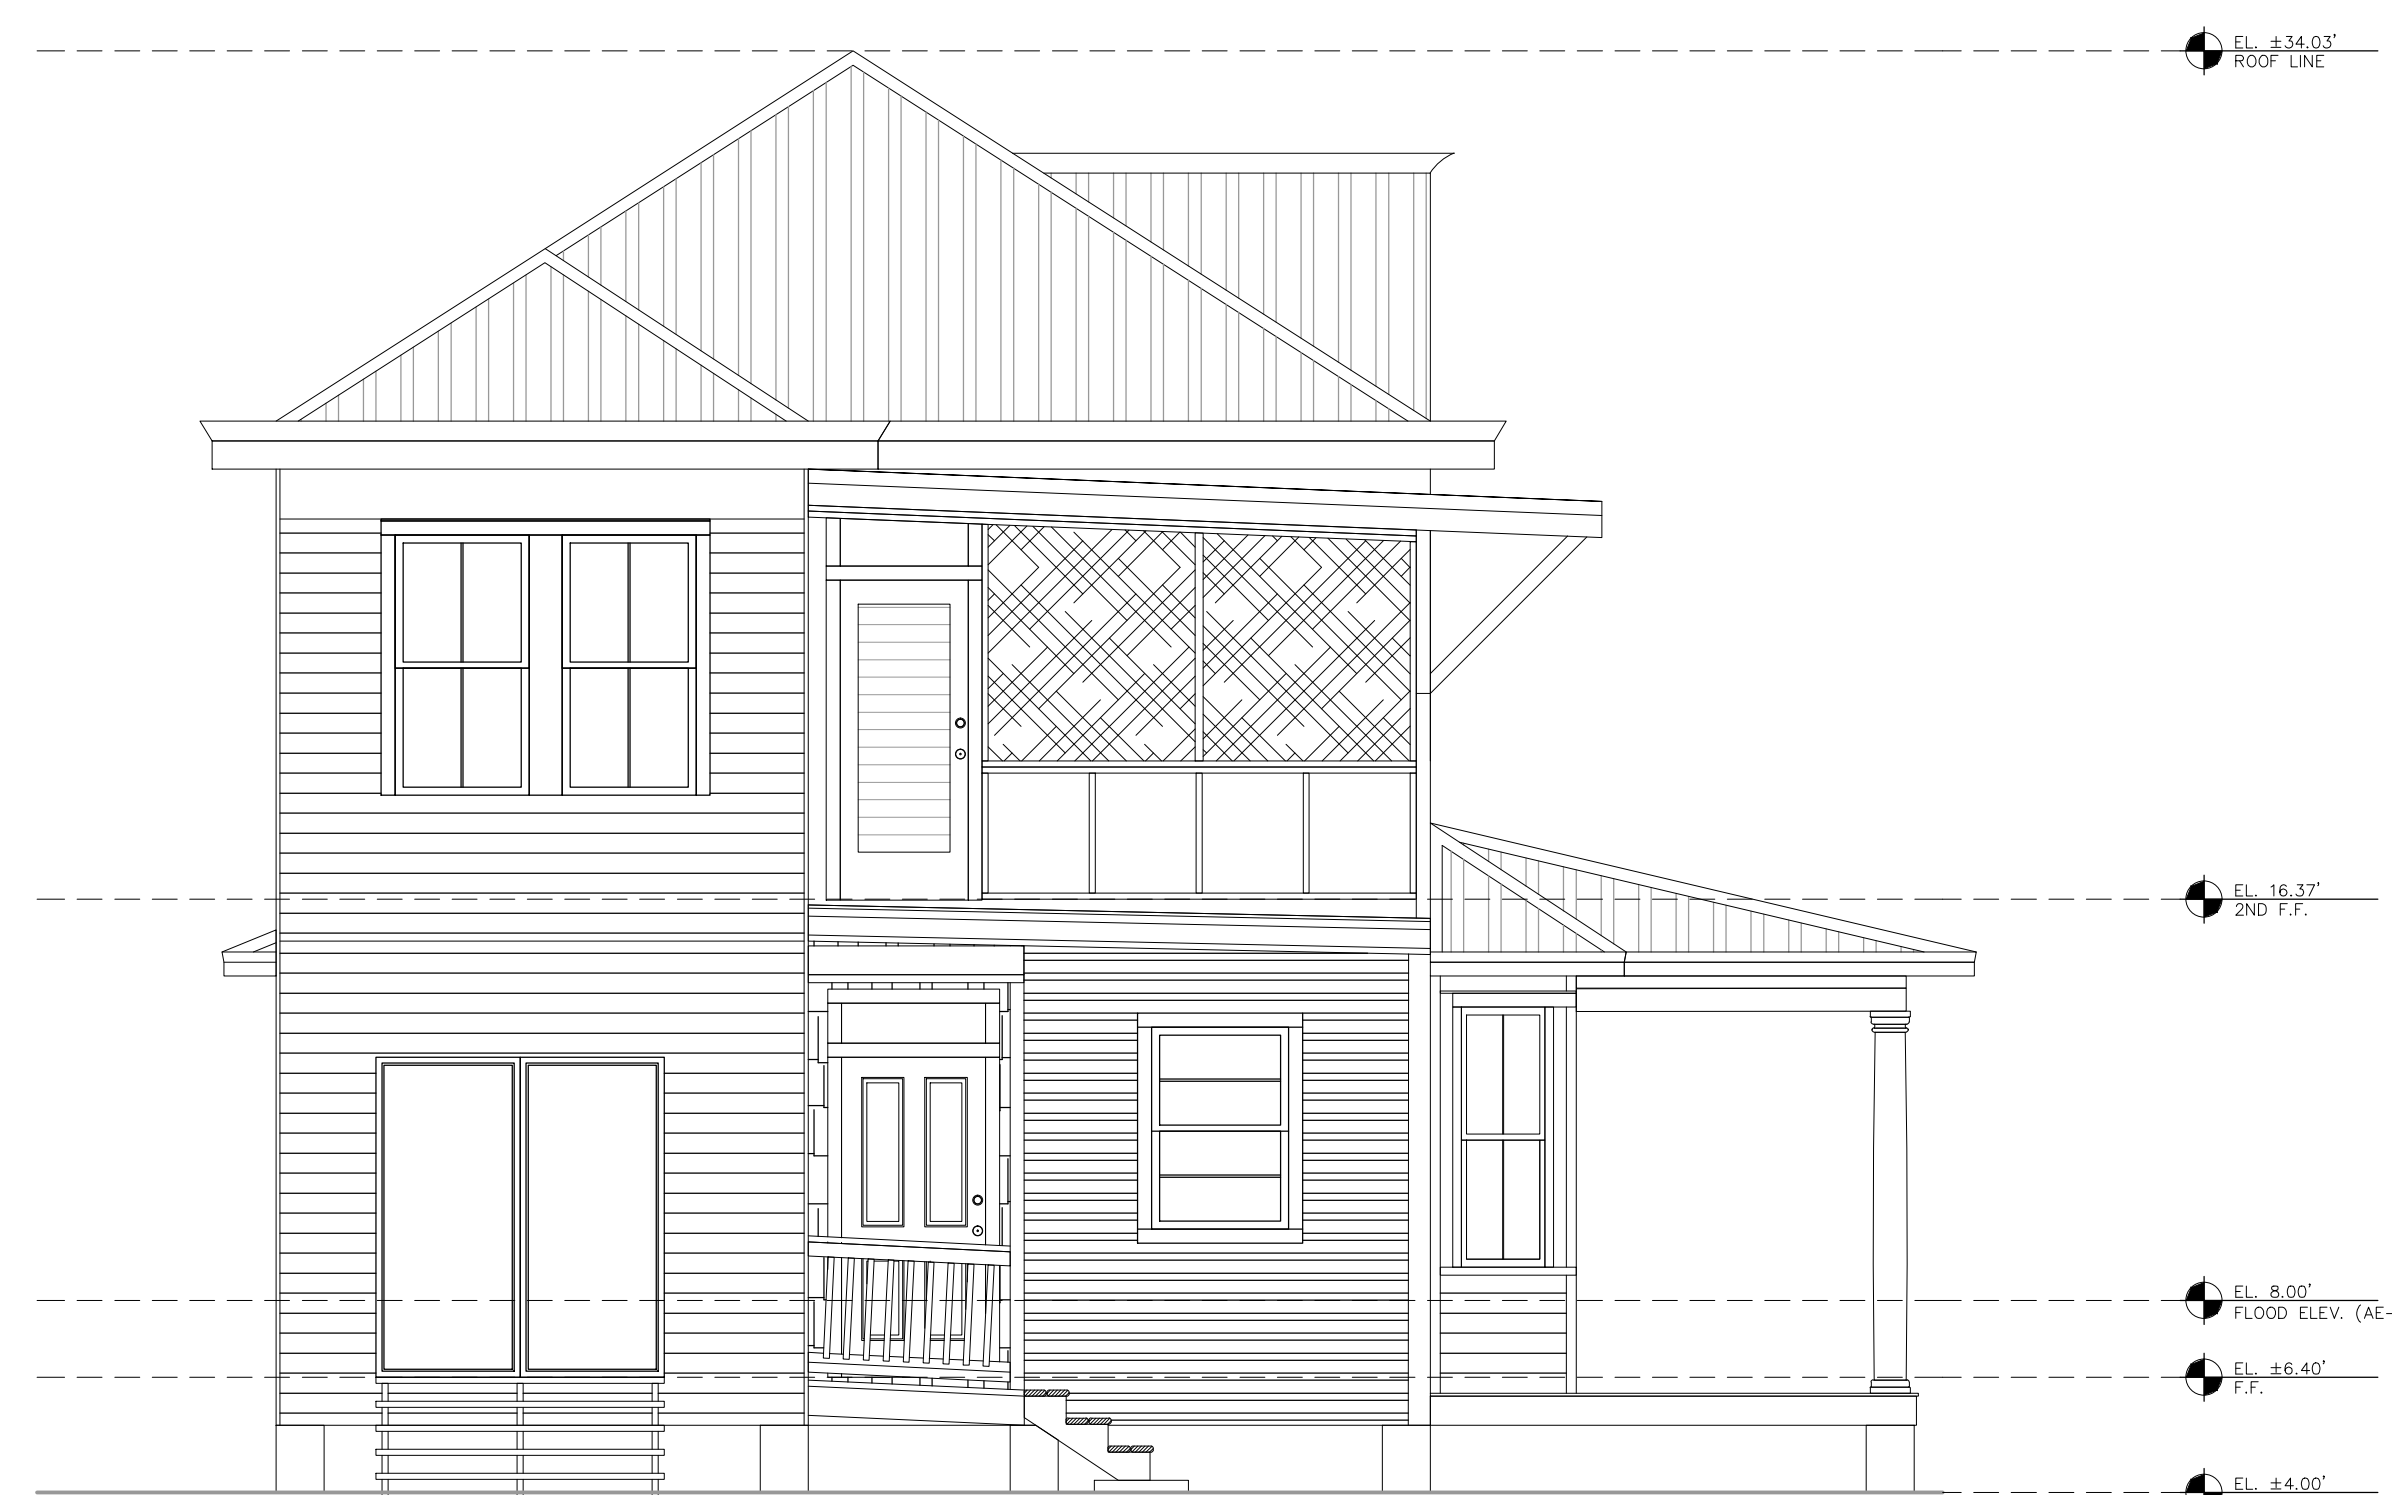 EL. ±34.03'
ROOF LINE
EL. 16.37'
2ND F.F.
EL. 8.00'
FLOOD ELEV. (AE-
EL. ±6.40'
F.F.
EL. ±4.00'